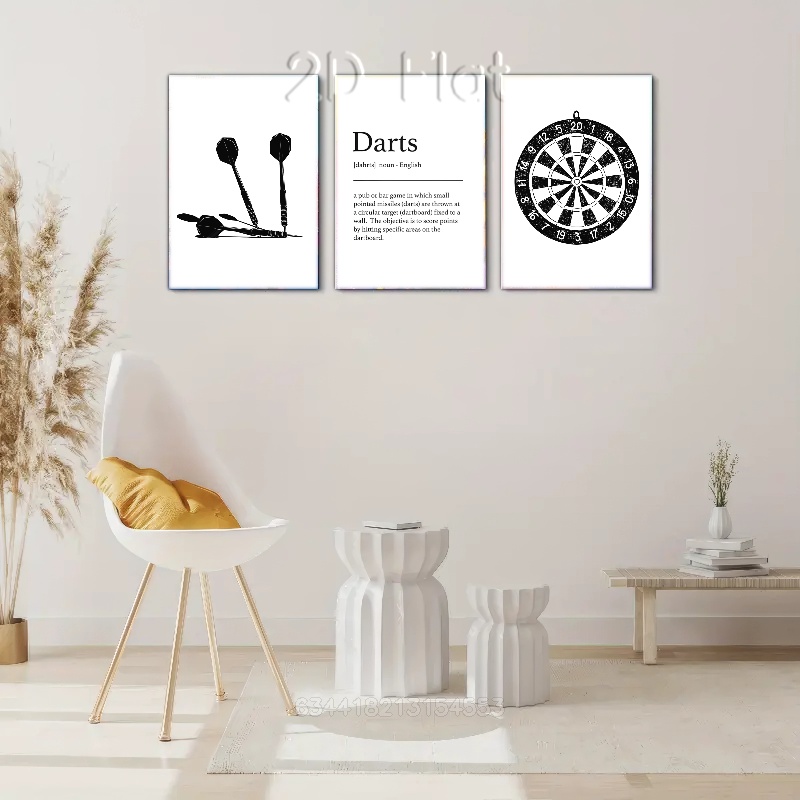 2D Flat
Darts
[dahrts] noun - English
a pub or bar game in which small
pointed missiles (darts) are thrown at
a circular target (dartboard) fixed to a
wall. The objective is to score points
by hitting specific areas on the
dartboard.
20 1 18 4 13 6 10 15 2 17 3 19 7 16 8 11 14 9 12 5
6344182131545